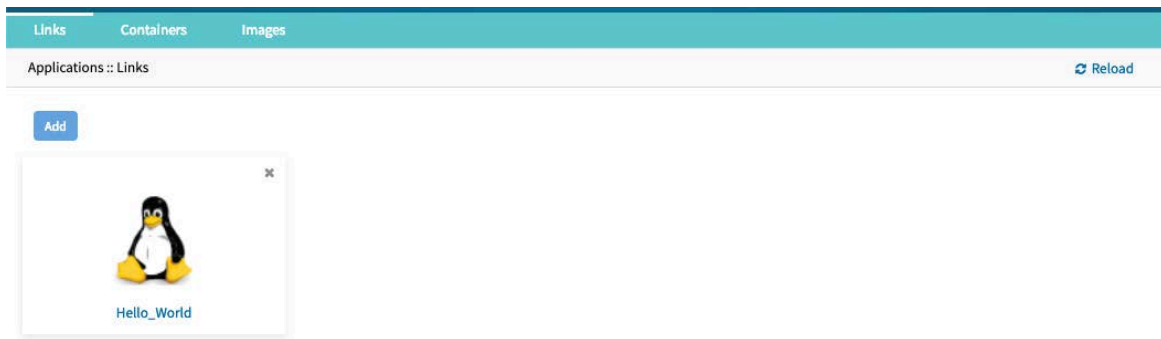 Links Containers Images
Applications :: Links Reload
Add
Hello_World